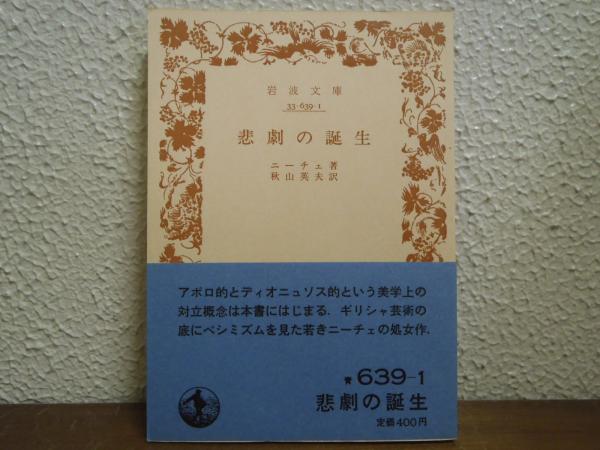 岩波文庫
33-639-1
悲劇の誕生
ニーチェ著
秋山英夫訳
アポロ的とディオニュソス的という美学上の
対立概念は本書にはじまる．ギリシャ芸術の
底にペシミズムを見た若きニーチェの処女作．
青 639-1
悲劇の誕生
定価400円